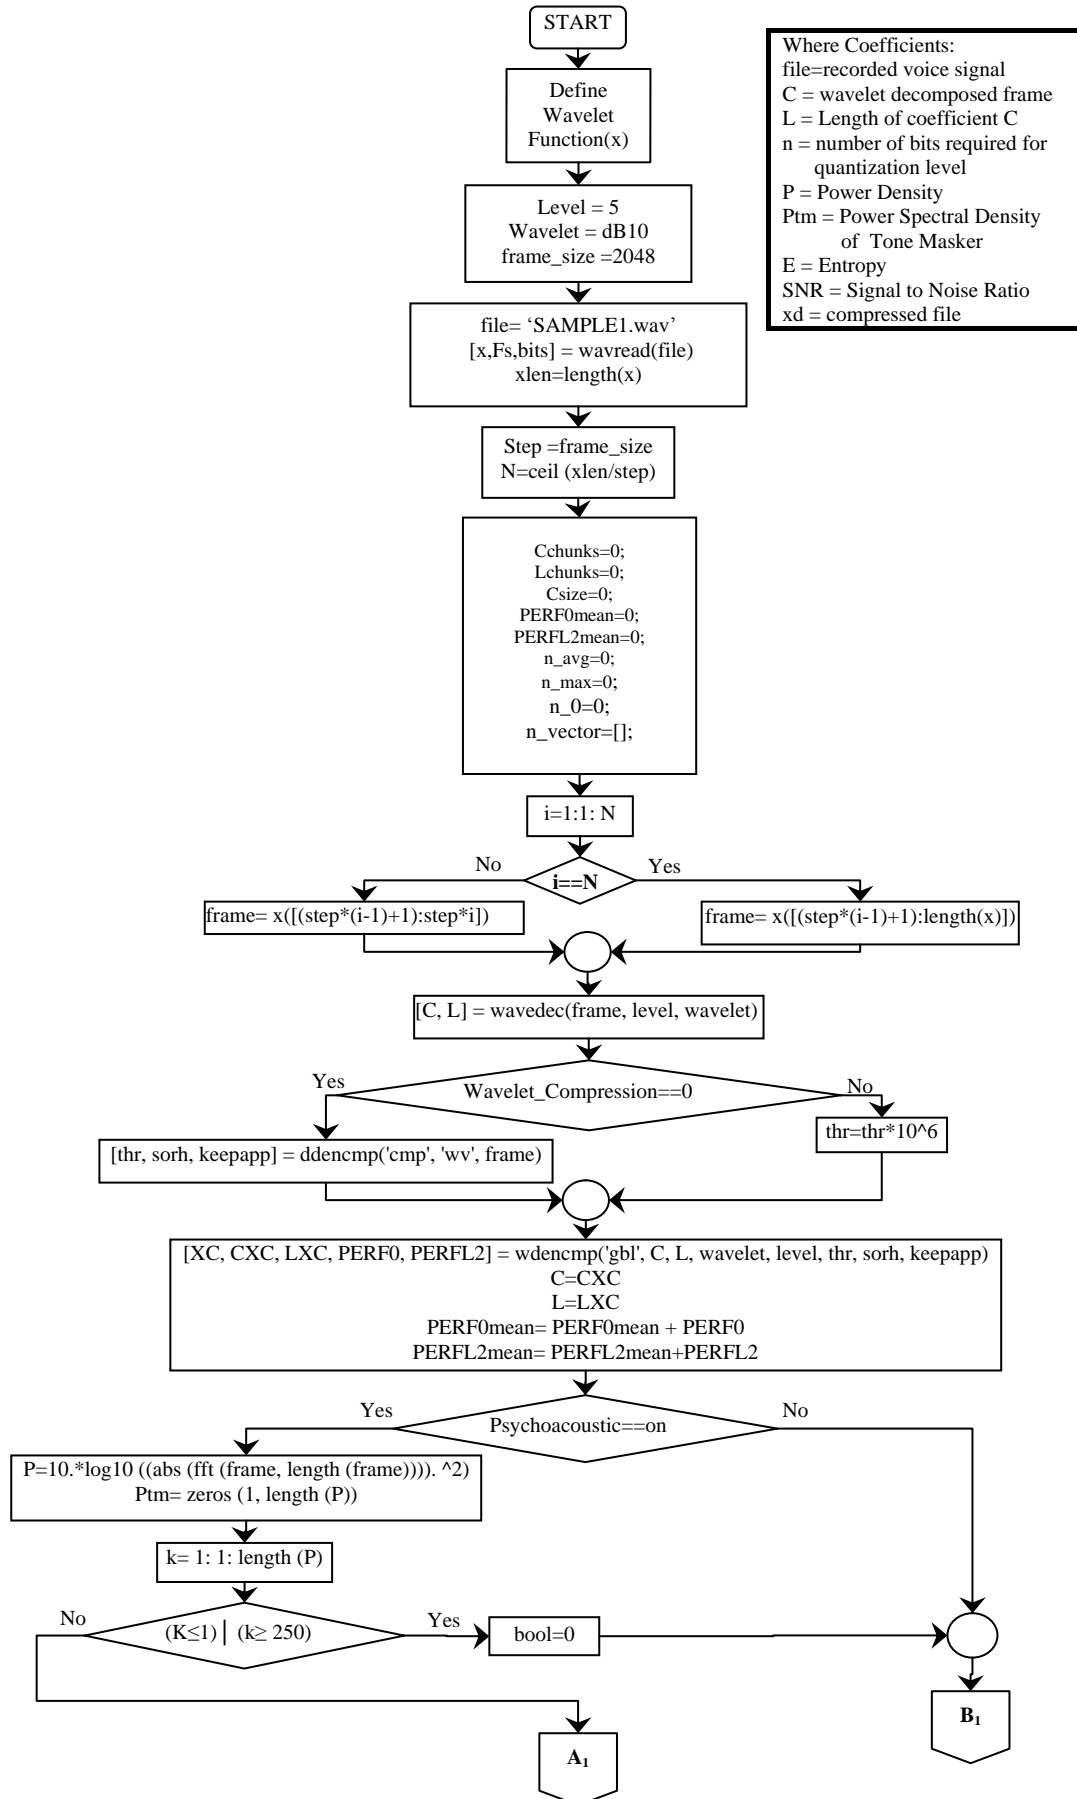 START
Where Coefficients:
file=recorded voice signal
C = wavelet decomposed frame
L = Length of coefficient C
n = number of bits required for
quantization level
P = Power Density
Ptm = Power Spectral Density
of Tone Masker
E = Entropy
SNR = Signal to Noise Ratio
xd = compressed file
Define
Wavelet
Function(x)
Level = 5
Wavelet = dB10
frame_size =2048
file= ‘SAMPLE1.wav’
[x,Fs,bits] = wavread(file)
xlen=length(x)
Step =frame_size
N=ceil (xlen/step)
Cchunks=0;
Lchunks=0;
Csize=0;
PERF0mean=0;
PERFL2mean=0;
n_avg=0;
n_max=0;
n_0=0;
n_vector=[];
i=1:1: N
No
i==N
Yes
frame= x([(step*(i-1)+1):step*i])
frame= x([(step*(i-1)+1):length(x)])
[C, L] = wavedec(frame, level, wavelet)
Yes
Wavelet_Compression==0
No
[thr, sorh, keepapp] = ddencmp('cmp', 'wv', frame)
thr=thr*10^6
[XC, CXC, LXC, PERF0, PERFL2] = wdencmp('gbl', C, L, wavelet, level, thr, sorh, keepapp)
C=CXC
L=LXC
PERF0mean= PERF0mean + PERF0
PERFL2mean= PERFL2mean+PERFL2
Yes
Psychoacoustic==on
No
P=10.*log10 ((abs (fft (frame, length (frame)))). ^2)
Ptm= zeros (1, length (P))
k= 1: 1: length (P)
No
(K≤1) | (k≥ 250)
Yes
bool=0
B₁
A₁